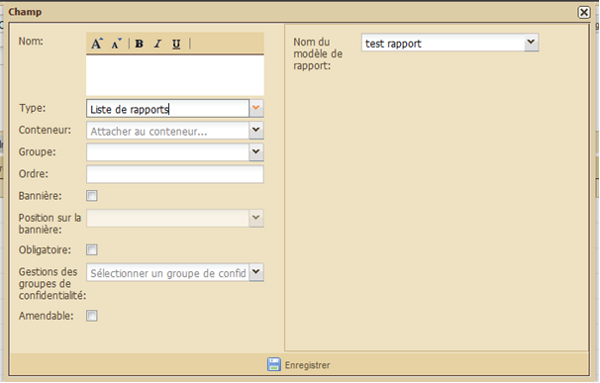 Champ
Nom:
A A B I U
Type:
Liste de rapports
Conteneur:
Attacher au conteneur...
Groupe:
Ordre:
Bannière:
Position sur la
bannière:
Obligatoire:
Gestions des
groupes de
confidentialité:
Sélectionner un groupe de confid
Amendable:
Nom du
modèle de
rapport:
test rapport
Enregistrer